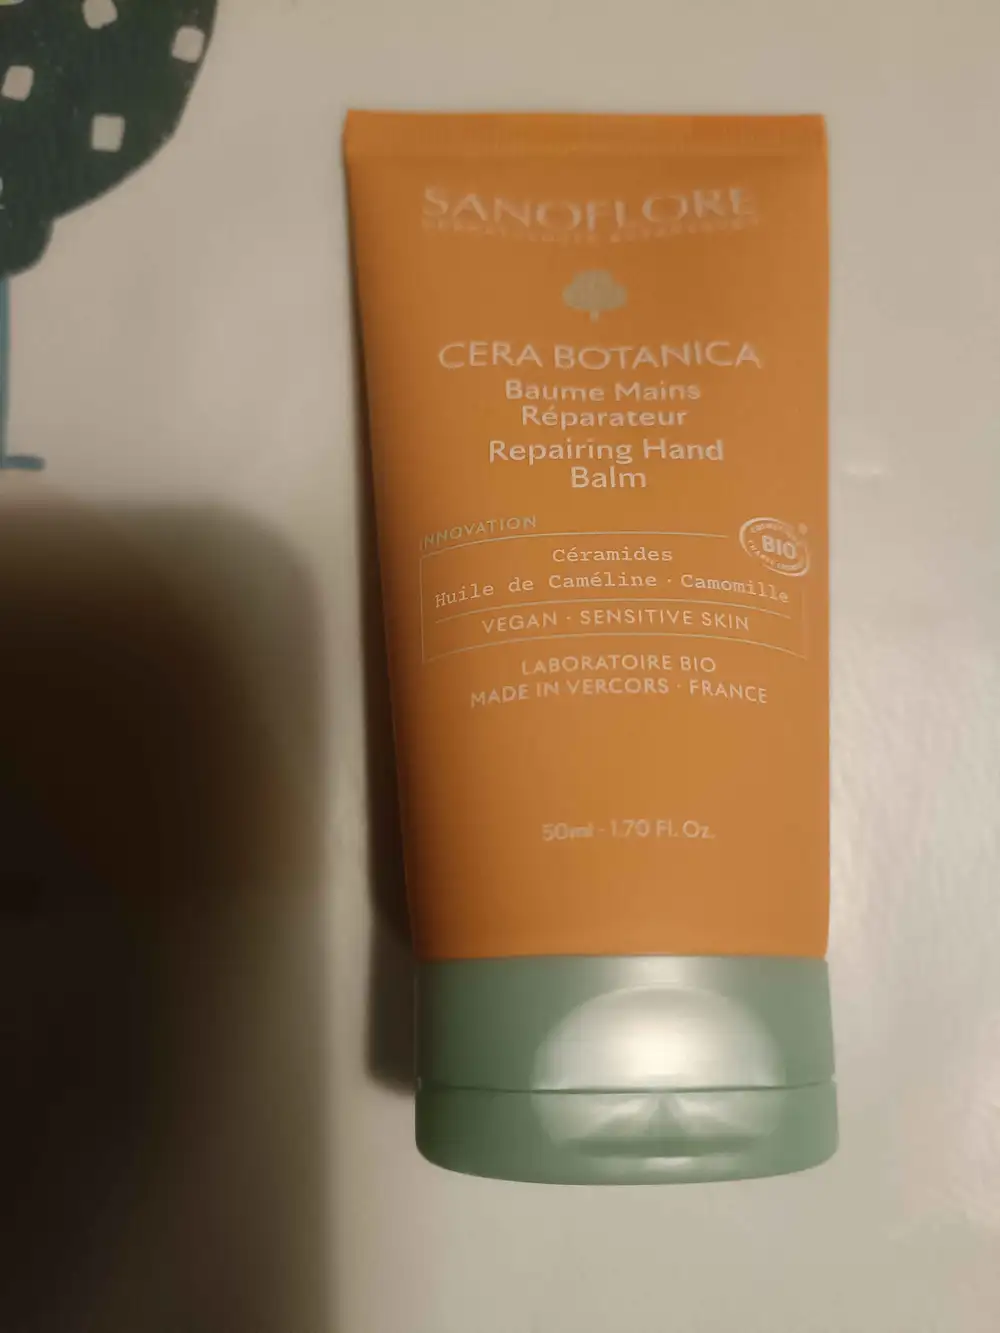 SANOFLORE
CERA BOTANICA
Baume Mains
Réparateur
Repairing Hand
Balm
INNOVATION
BIO
Céramides
Huile de Caméline · Camomille
VEGAN · SENSITIVE SKIN
LABORATOIRE BIO
MADE IN VERCORS · FRANCE
50ml - 1.70 Fl. Oz.